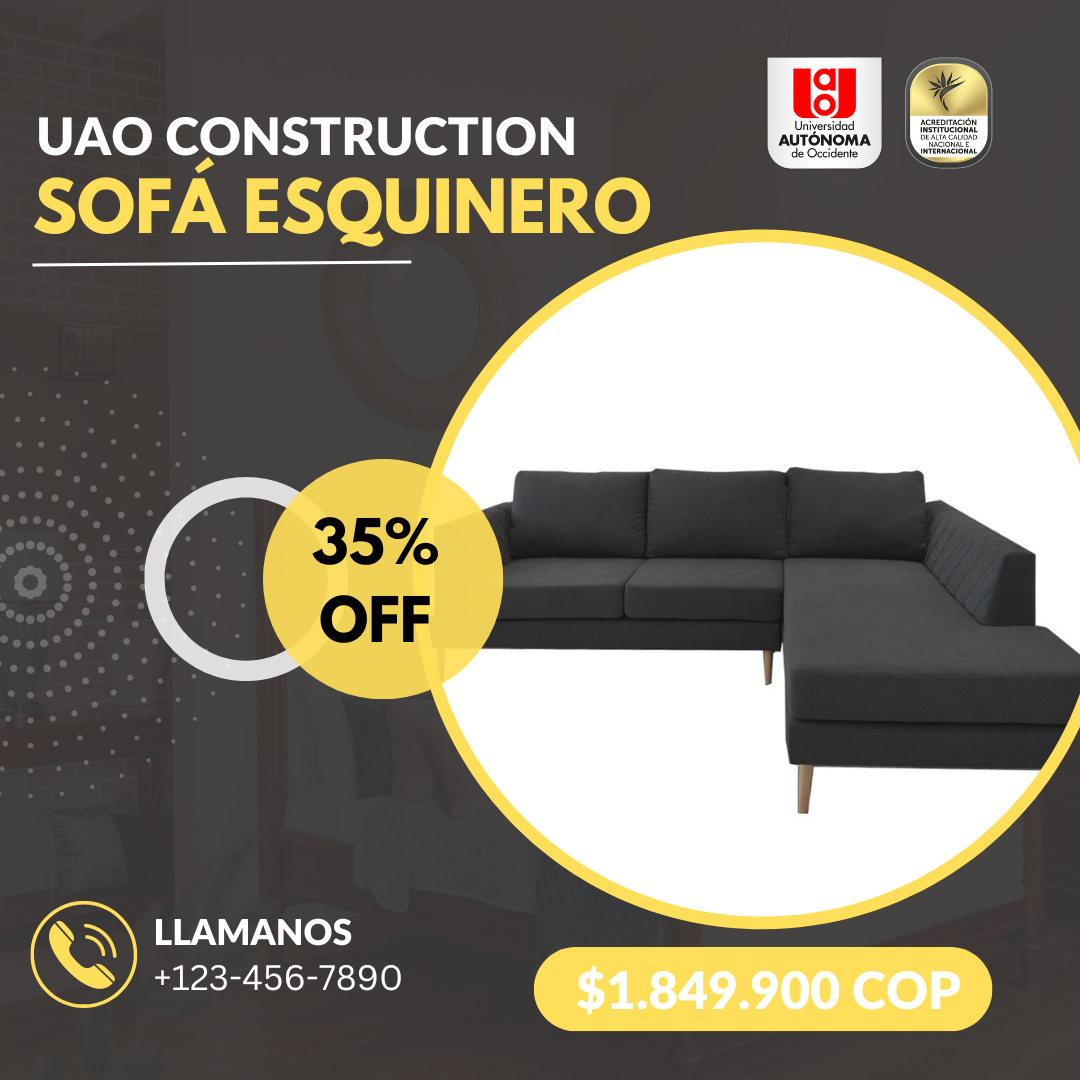 UAO CONSTRUCTION
SOFÁ ESQUINERO
Universidad
AUTÓNOMA
de Occidente
ACREDITACIÓN
INSTITUCIONAL
DE ALTA CALIDAD
NACIONAL E
INTERNACIONAL
35%
OFF
LLAMANOS
+123-456-7890
$1.849.900 COP